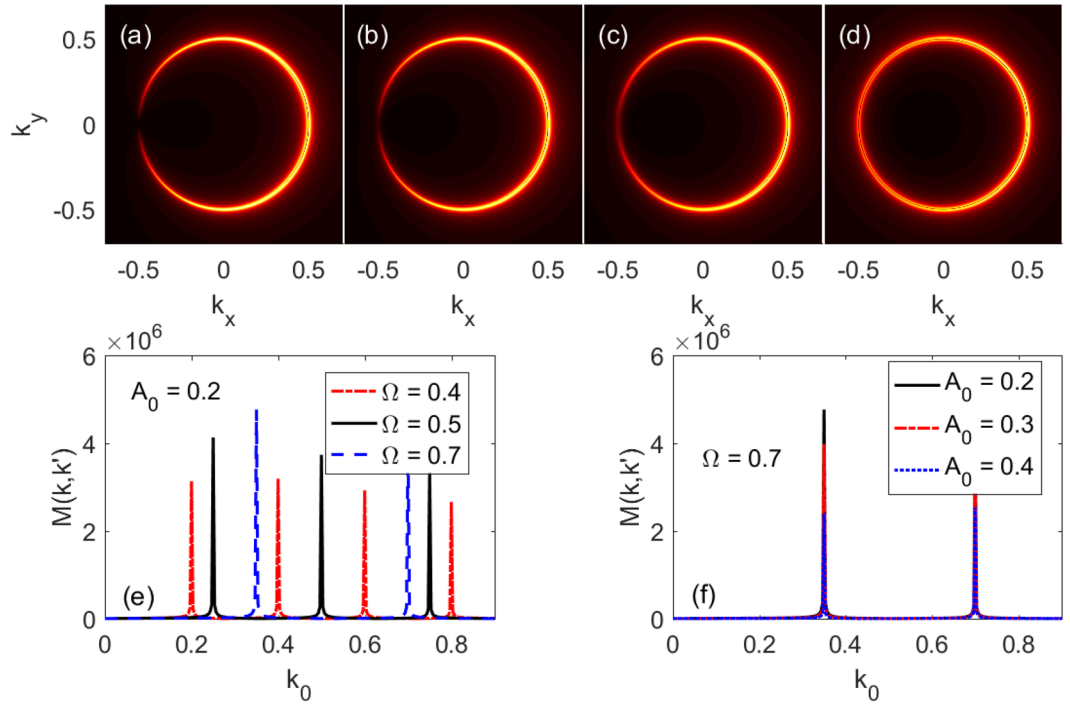 (a) (b) (c) (d)
0.5
0
-0.5
k_y
-0.5 0 0.5 -0.5 0 0.5 -0.5 0 0.5 -0.5 0 0.5
k_x k_x k_x k_x
×10^6
6
4
2
0
M(k,k')
A_0 = 0.2
Ω = 0.4
Ω = 0.5
Ω = 0.7
(e)
0 0.2 0.4 0.6 0.8
k_0
×10^6
6
4
2
0
M(k,k')
Ω = 0.7
A_0 = 0.2
A_0 = 0.3
A_0 = 0.4
(f)
0 0.2 0.4 0.6 0.8
k_0